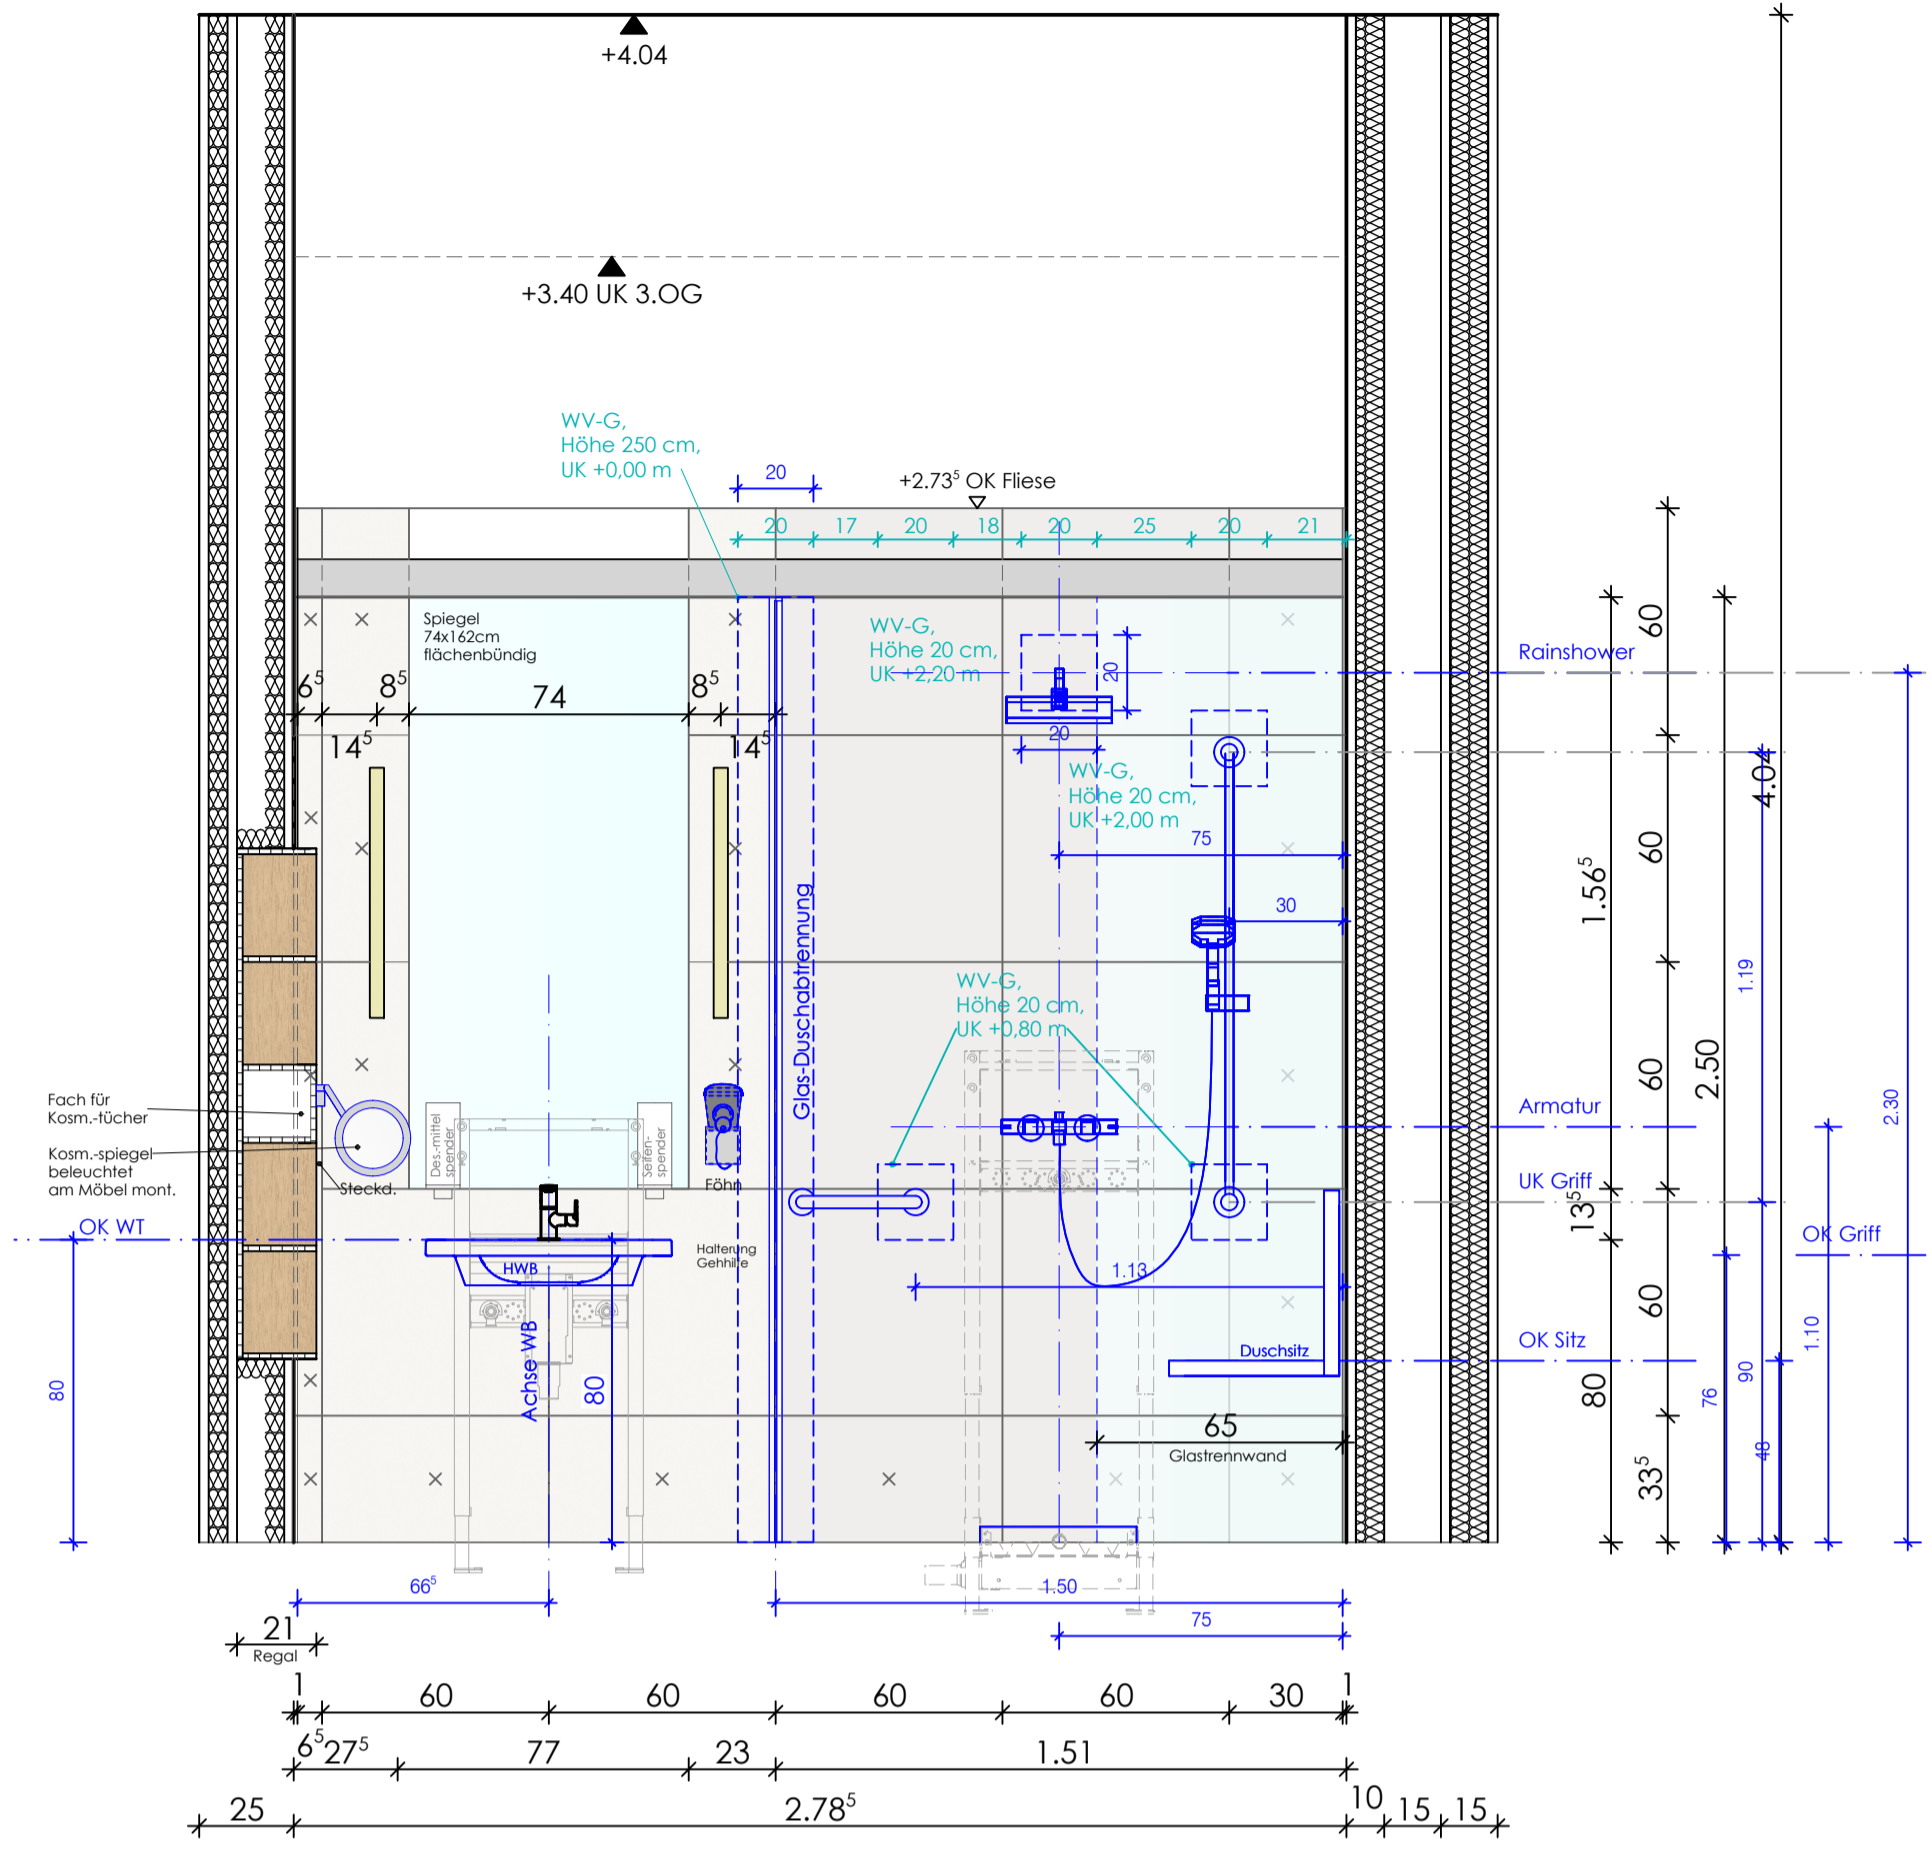 +4.04
+3.40 UK 3.OG
WV-G,
Höhe 250 cm,
UK +0,00 m
20
+2.73⁵ OK Fliese
20 17 20 18 20 25 20 21
Spiegel
74x162cm
flächenbündig
WV-G,
Höhe 20 cm,
UK +2,20 m
20
20
Rainshower
60
6⁵ 8⁵ 74 8⁵
14⁵ 14⁵
WV-G,
Höhe 20 cm,
UK +2,00 m
75
4.04
60
1.56⁵
30
Glas-Duschabtrennung
1.19
WV-G,
Höhe 20 cm,
UK +0,80 m
60
2.50
2.30
Fach für
Kosm.-tücher
Kosm.-spiegel
beleuchtet
am Möbel mont.
Steckd.
Des.-mittel
spender
Seifen-
spender
Föhn
Armatur
UK Griff
13⁵
OK WT
OK Griff
HWB
Halterung
Gehhilfe
1.13
60
Achse WB
80
80
Duschsitz
OK Sitz
80
76
90
48
1.10
65
Glastrennwand
33⁵
66⁵
1.50
75
21
Regal
1 60 60 60 60 30 1
6⁵ 27⁵ 77 23 1.51
25 2.78⁵ 10 15 15